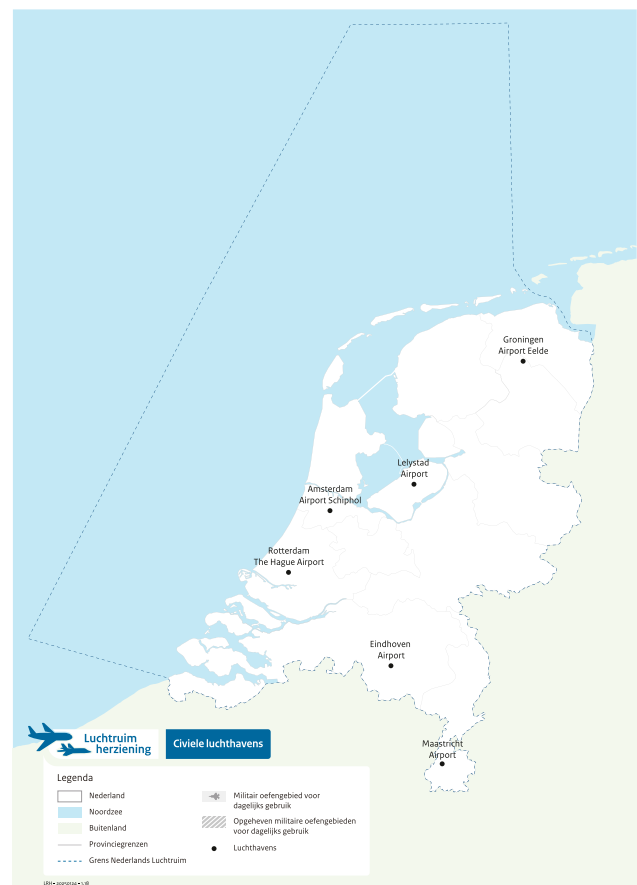 Groningen
Airport Eelde
Lelystad
Airport
Amsterdam
Airport Schiphol
Rotterdam
The Hague Airport
Eindhoven
Airport
Maastricht
Airport
Luchtruim
herziening
Civiele luchthavens
Legenda
Nederland
Noordzee
Buitenland
Provinciegrenzen
Grens Nederlands Luchtruim
Militair oefengebied voor
dagelijks gebruik
Opgeheven militaire oefengebieden
voor dagelijks gebruik
Luchthavens